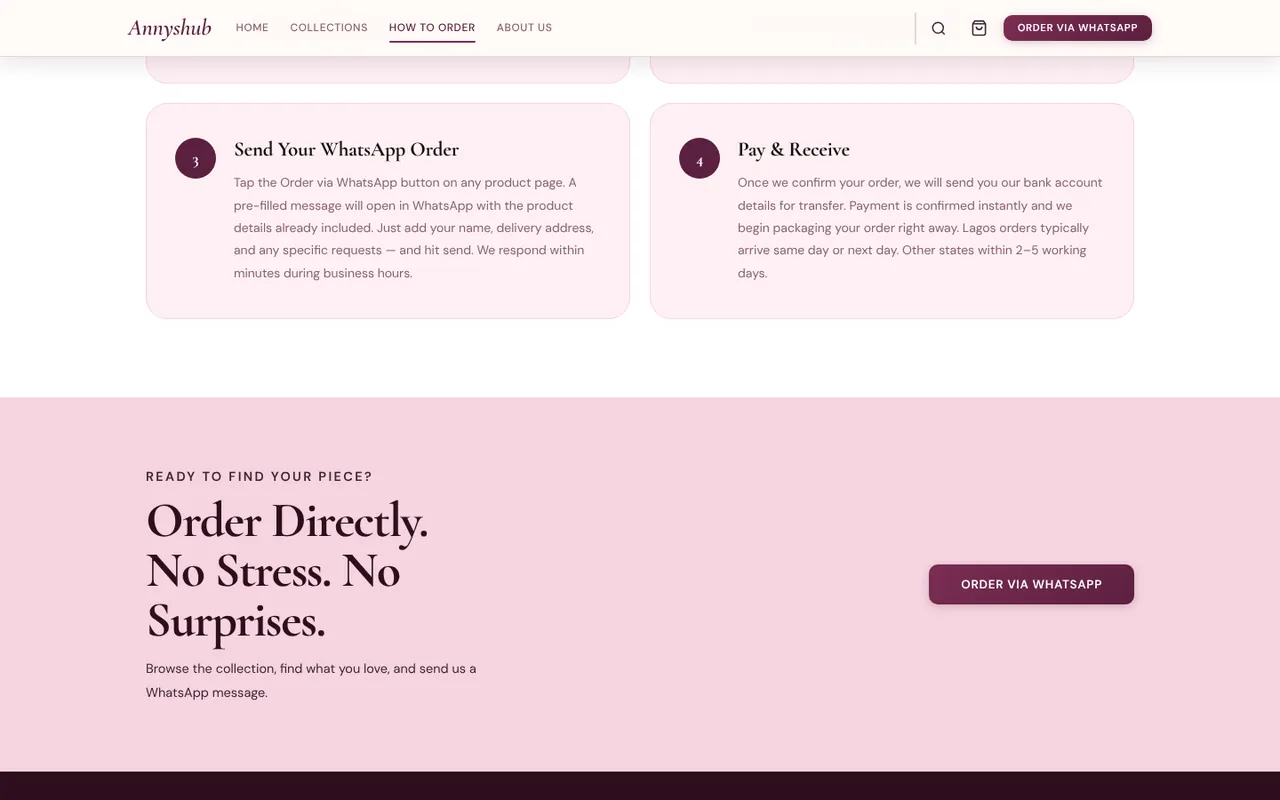 Annyshub
HOME
COLLECTIONS
HOW TO ORDER
ABOUT US
ORDER VIA WHATSAPP
3
Send Your WhatsApp Order
Tap the Order via WhatsApp button on any product page. A
pre-filled message will open in WhatsApp with the product
details already included. Just add your name, delivery address,
and any specific requests — and hit send. We respond within
minutes during business hours.
4
Pay & Receive
Once we confirm your order, we will send you our bank account
details for transfer. Payment is confirmed instantly and we
begin packaging your order right away. Lagos orders typically
arrive same day or next day. Other states within 2–5 working
days.
READY TO FIND YOUR PIECE?
Order Directly.
No Stress. No
Surprises.
Browse the collection, find what you love, and send us a
WhatsApp message.
ORDER VIA WHATSAPP